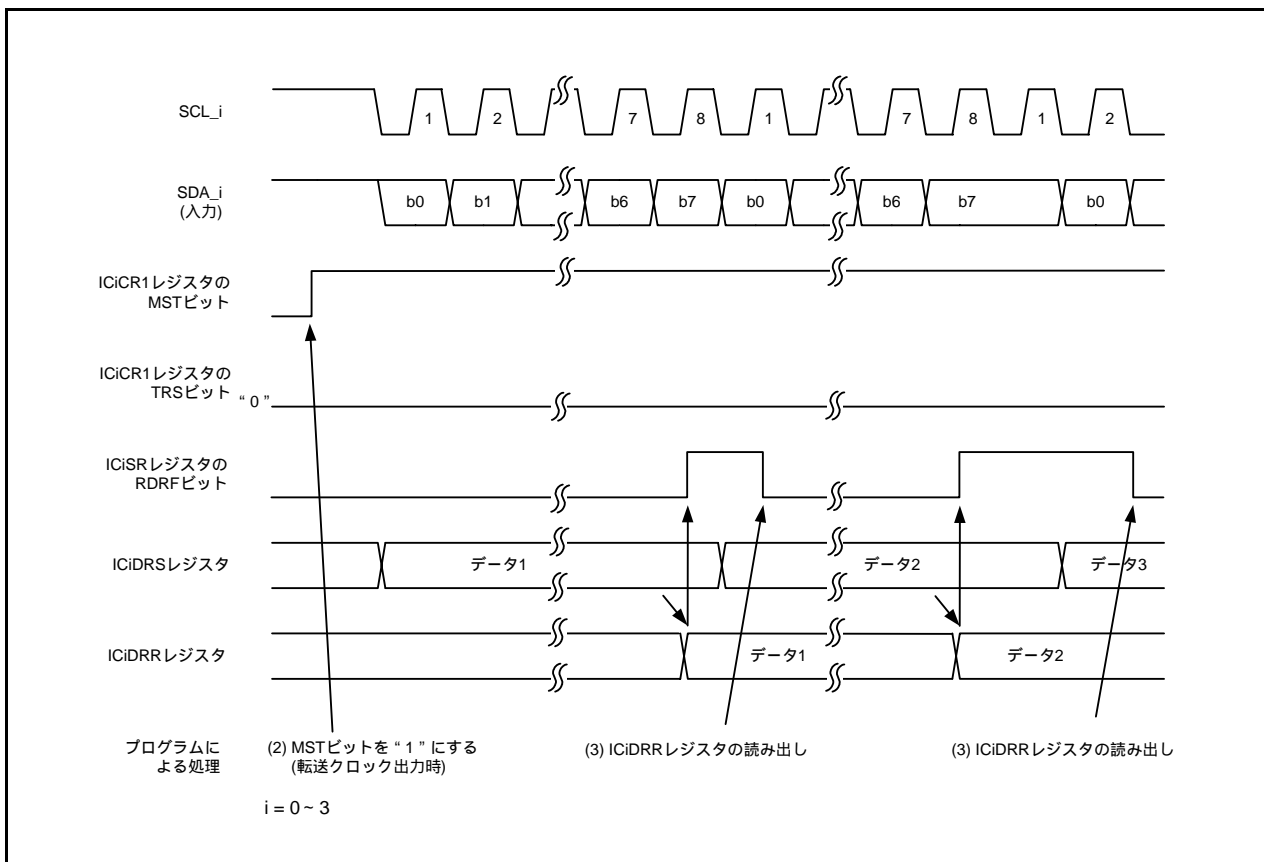 SCL_i
1 2 7 8 1 7 8 1 2
SDA_i
(入力)
b0 b1 b6 b7 b0 b6 b7 b0
ICiCR1レジスタの
MSTビット
ICiCR1レジスタの
TRSビット
“ 0 ”
ICiSRレジスタの
RDRFビット
ICiDRSレジスタ
データ1 データ2 データ3
ICiDRRレジスタ
データ1 データ2
プログラムに
よる処理
(2) MSTビットを “ 1 ” にする
(転送クロック出力時)
(3) ICiDRRレジスタの読み出し
(3) ICiDRRレジスタの読み出し
i = 0 ~ 3